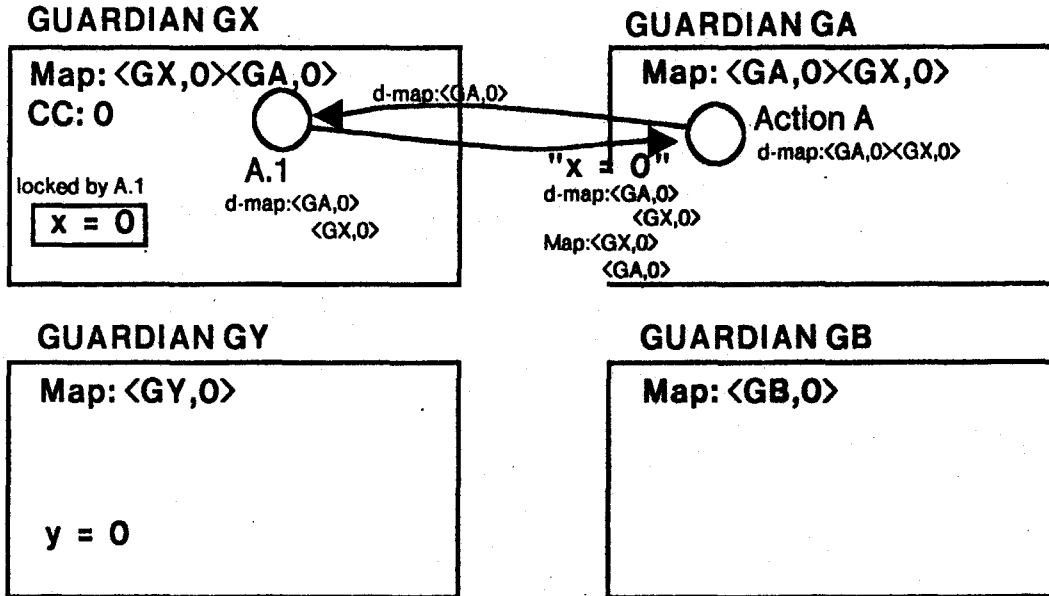 GUARDIAN GX
Map: <GX,0><GA,0>
CC: 0
locked by A.1
x = 0
A.1
d-map:<GA,0>
<GX,0>
d-map:<GA,0>
GUARDIAN GA
Map: <GA,0><GX,0>
Action A
d-map:<GA,0><GX,0>
"x = 0"
d-map:<GA,0>
<GX,0>
Map:<GX,0>
<GA,0>
GUARDIAN GY
Map: <GY,0>
y = 0
GUARDIAN GB
Map: <GB,0>